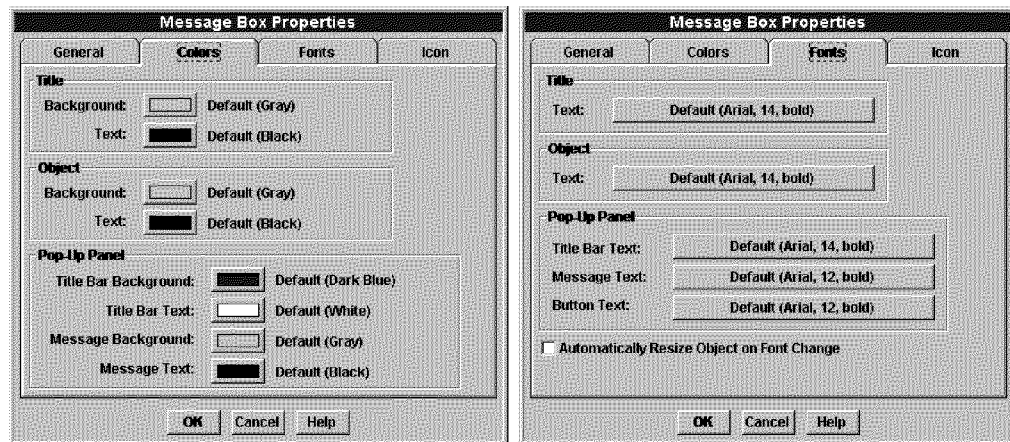 Message Box Properties
General Colors Fonts Icon
Title
Background: Default (Gray)
Text: Default (Black)
Object
Background: Default (Gray)
Text: Default (Black)
Pop-Up Panel
Title Bar Background: Default (Dark Blue)
Title Bar Text: Default (White)
Message Background: Default (Gray)
Message Text: Default (Black)
OK Cancel Help
Message Box Properties
General Colors Fonts Icon
Title
Text: Default (Arial, 14, bold)
Object
Text: Default (Arial, 14, bold)
Pop-Up Panel
Title Bar Text: Default (Arial, 14, bold)
Message Text: Default (Arial, 12, bold)
Button Text: Default (Arial, 12, bold)
Automatically Resize Object on Font Change
OK Cancel Help